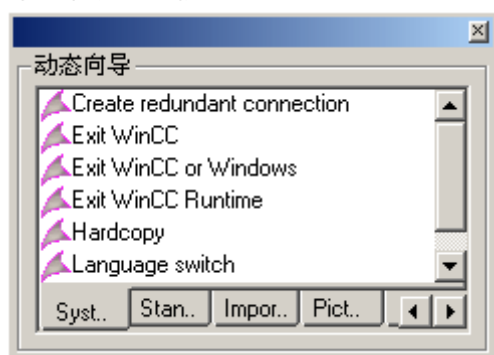 动态向导
Create redundant connection
Exit WinCC
Exit WinCC or Windows
Exit WinCC Runtime
Hardcopy
Language switch
Syst.. Stan.. Impor.. Pict..